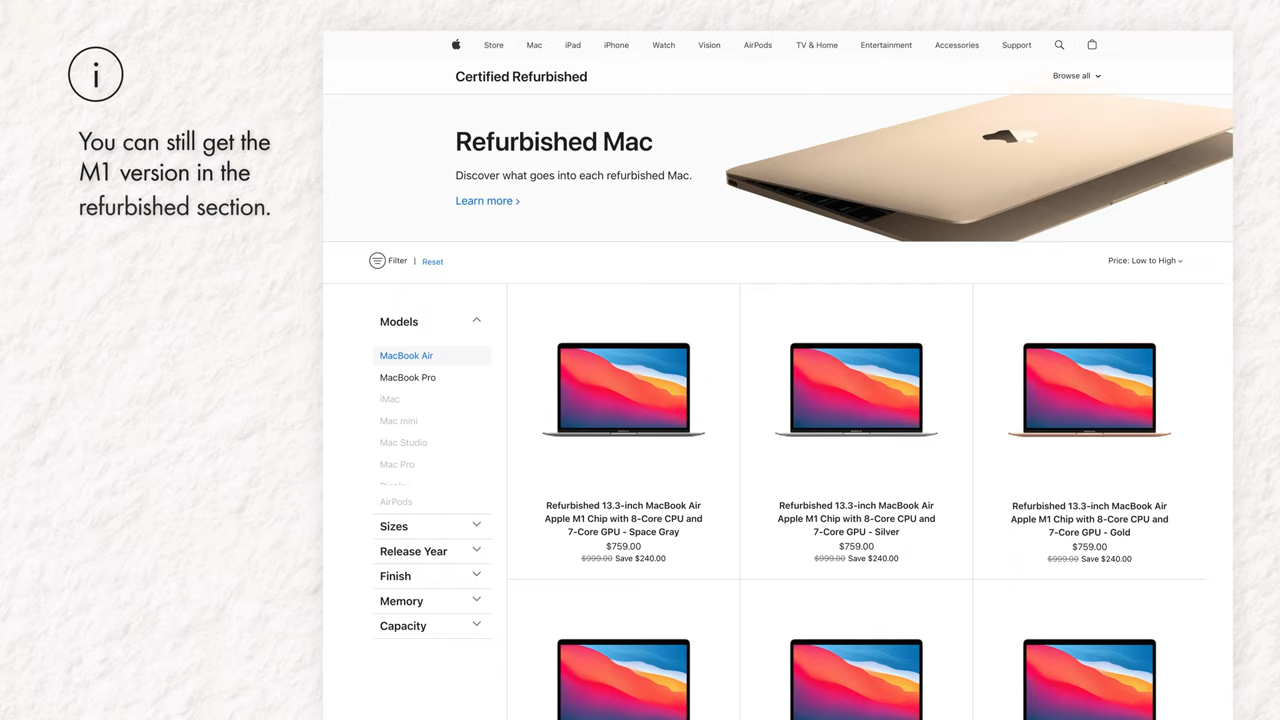 You can still get the
M1 version in the
refurbished section.
Store Mac iPad iPhone Watch Vision AirPods TV & Home Entertainment Accessories Support
Certified Refurbished
Browse all
Refurbished Mac
Discover what goes into each refurbished Mac.
Learn more >
Filter | Reset
Price: Low to High
Models
MacBook Air
MacBook Pro
iMac
Mac mini
Mac Studio
Mac Pro
Display
AirPods
Sizes
Release Year
Finish
Memory
Capacity
Refurbished 13.3-inch MacBook Air
Apple M1 Chip with 8-Core CPU and
7-Core GPU - Space Gray
$759.00
$999.00 Save $240.00
Refurbished 13.3-inch MacBook Air
Apple M1 Chip with 8-Core CPU and
7-Core GPU - Silver
$759.00
$999.00 Save $240.00
Refurbished 13.3-inch MacBook Air
Apple M1 Chip with 8-Core CPU and
7-Core GPU - Gold
$759.00
$999.00 Save $240.00